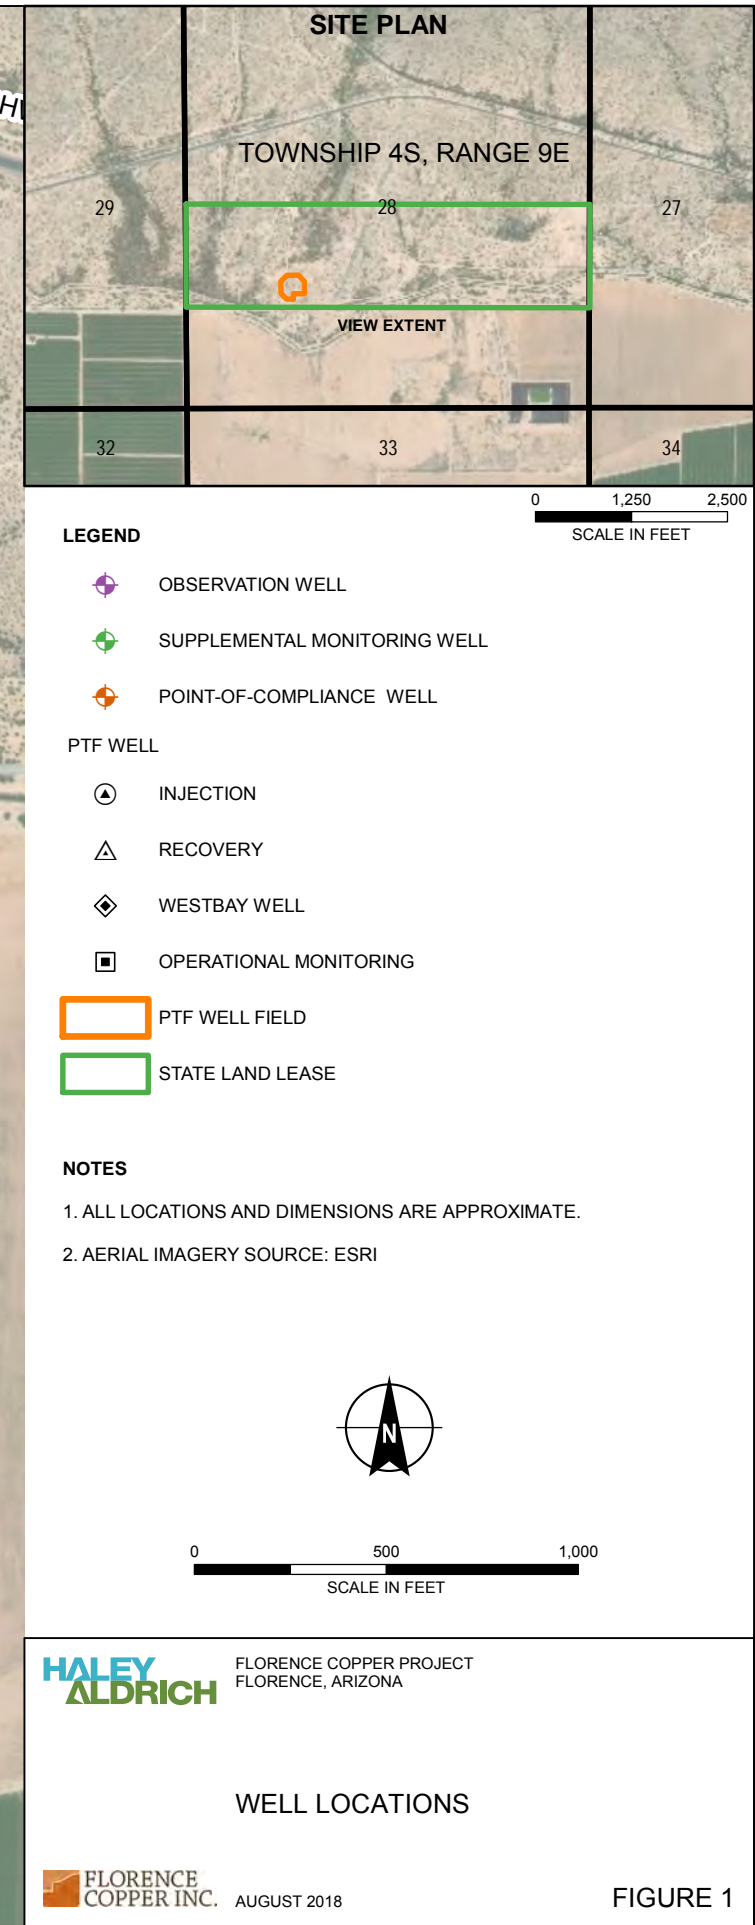 SITE PLAN
HW
TOWNSHIP 4S, RANGE 9E
29
28
27
VIEW EXTENT
32
33
34
0 1,250 2,500
SCALE IN FEET
LEGEND
OBSERVATION WELL
SUPPLEMENTAL MONITORING WELL
POINT-OF-COMPLIANCE WELL
PTF WELL
INJECTION
RECOVERY
WESTBAY WELL
OPERATIONAL MONITORING
PTF WELL FIELD
STATE LAND LEASE
NOTES
1. ALL LOCATIONS AND DIMENSIONS ARE APPROXIMATE.
2. AERIAL IMAGERY SOURCE: ESRI
N
0 500 1,000
SCALE IN FEET
HALEY
ALDRICH
FLORENCE COPPER PROJECT
FLORENCE, ARIZONA
WELL LOCATIONS
FLORENCE
COPPER INC.
AUGUST 2018
FIGURE 1